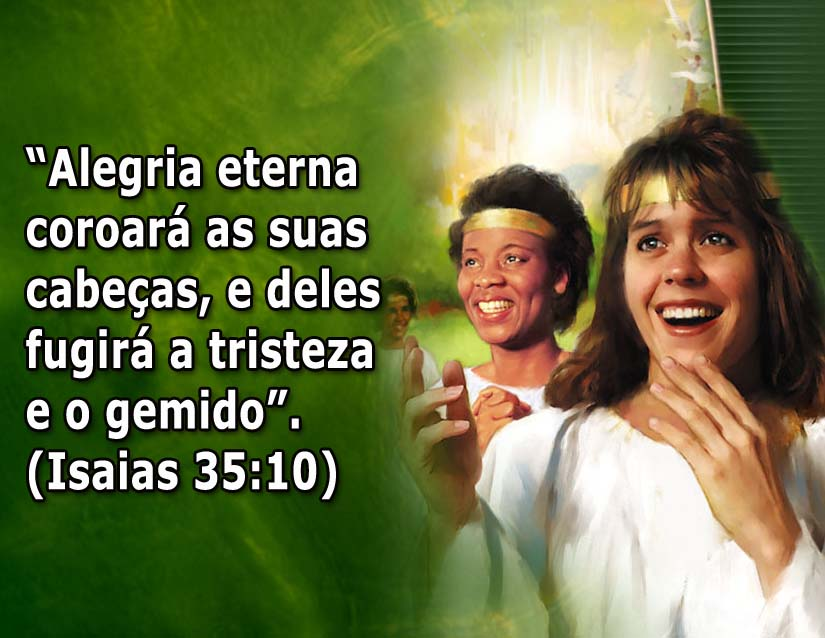 “Alegria eterna
coroará as suas
cabeças, e deles
fugirá a tristeza
e o gemido”.
(Isaias 35:10)